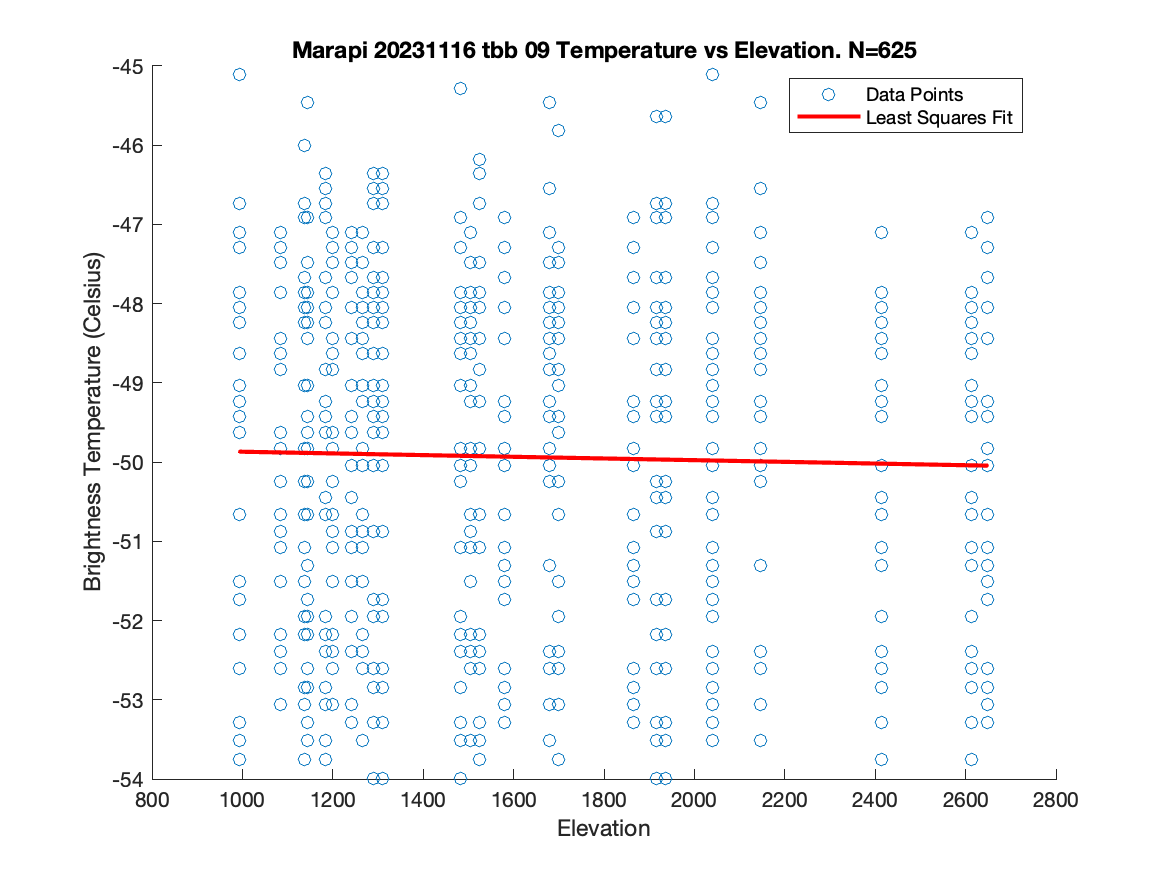 Marapi 20231116 tbb 09 Temperature vs Elevation. N=625
Data Points
Least Squares Fit
Brightness Temperature (Celsius)
-45
-46
-47
-48
-49
-50
-51
-52
-53
-54
800 1000 1200 1400 1600 1800 2000 2200 2400 2600 2800
Elevation